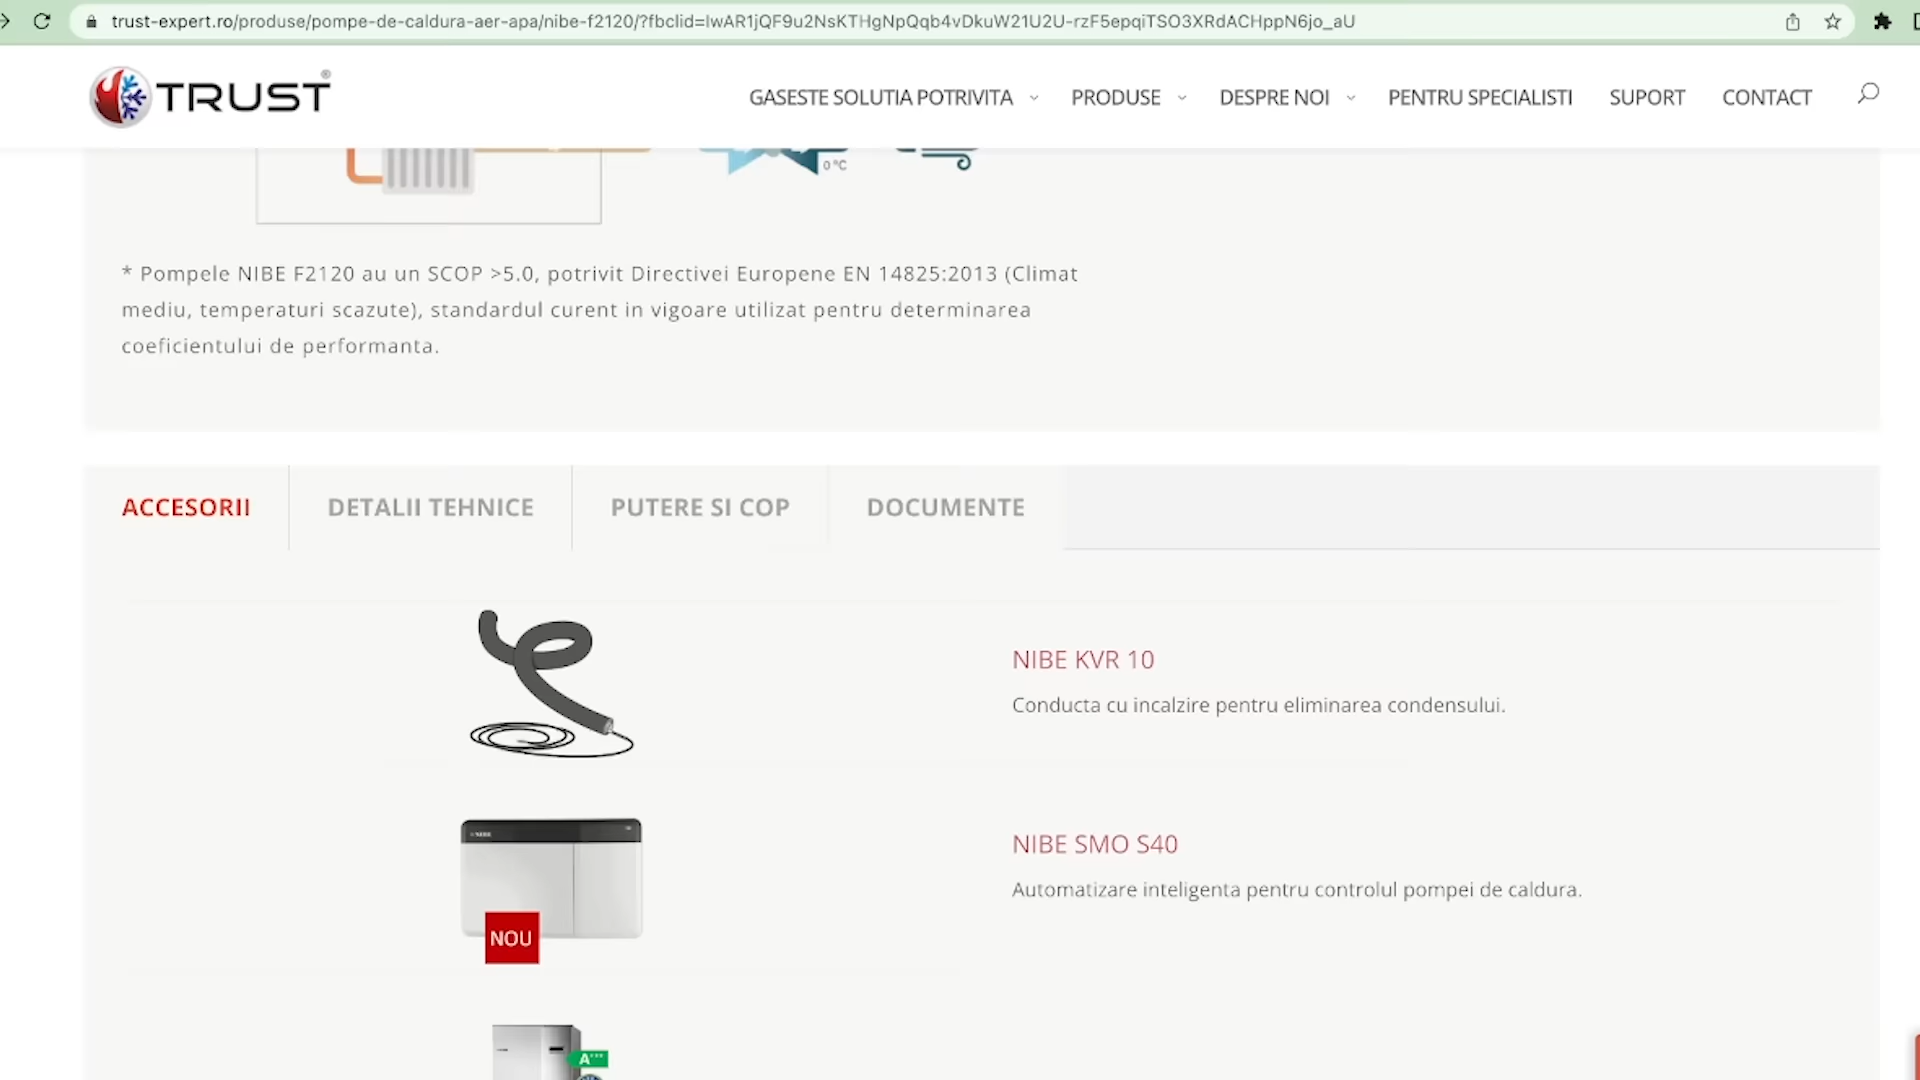 trust-expert.ro/produse/pompe-de-caldura-aer-apa/nibe-f2120/?fbclid=IwAR1jQF9u2NsKTHgNpQqb4vDkuW21U2U-rzF5epqiTSO3XRdACHppN6jo_aU
TRUST®
GASESTE SOLUTIA POTRIVITA PRODUSE DESPRE NOI PENTRU SPECIALISTI SUPORT CONTACT
0 °C
* Pompele NIBE F2120 au un SCOP >5.0, potrivit Directivei Europene EN 14825:2013 (Climat
mediu, temperaturi scazute), standardul curent in vigoare utilizat pentru determinarea
coeficientului de performanta.
ACCESORII DETALII TEHNICE PUTERE SI COP DOCUMENTE
NIBE KVR 10
Conducta cu incalzire pentru eliminarea condensului.
NIBE
NIBE SMO S40
Automatizare inteligenta pentru controlul pompei de caldura.
NOU
A+++